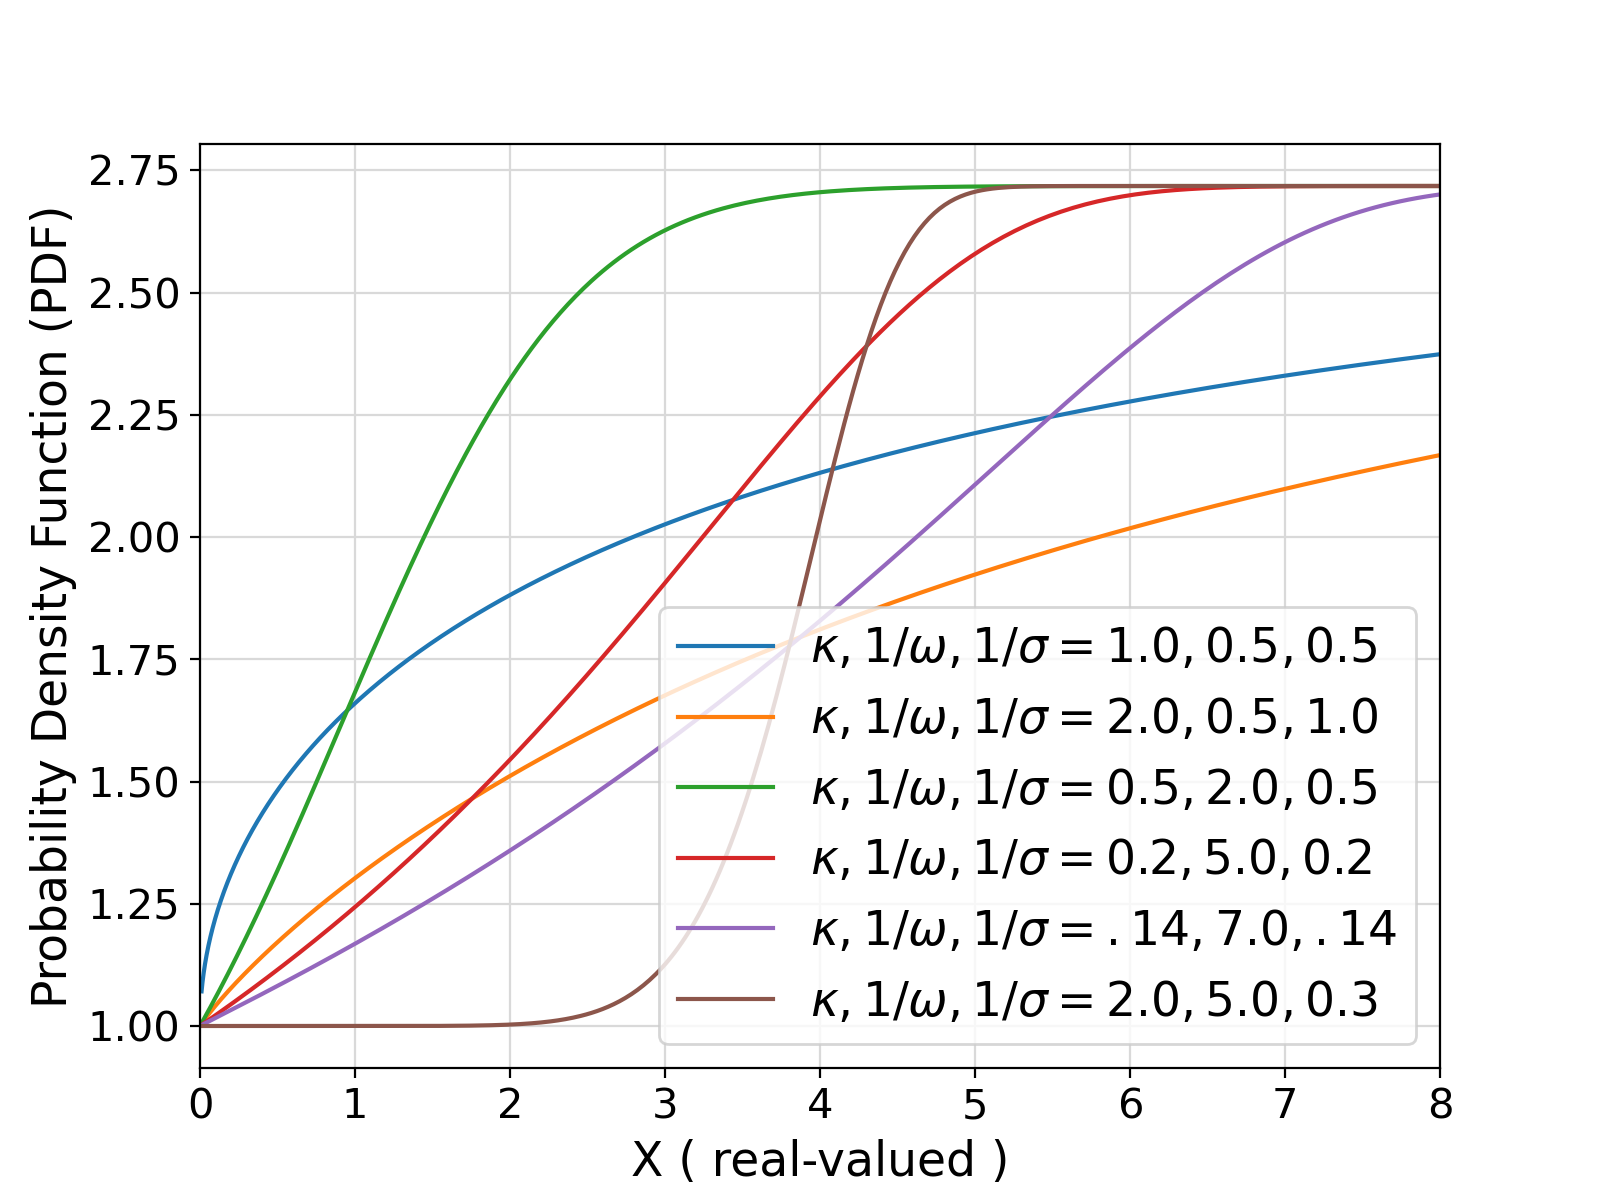 2.75
2.50
2.25
2.00
1.75
1.50
1.25
1.00
Probability Density Function (PDF)
κ, 1/ω, 1/σ = 1.0, 0.5, 0.5
κ, 1/ω, 1/σ = 2.0, 0.5, 1.0
κ, 1/ω, 1/σ = 0.5, 2.0, 0.5
κ, 1/ω, 1/σ = 0.2, 5.0, 0.2
κ, 1/ω, 1/σ = .14, 7.0, .14
κ, 1/ω, 1/σ = 2.0, 5.0, 0.3
0 1 2 3 4 5 6 7 8
X ( real-valued )